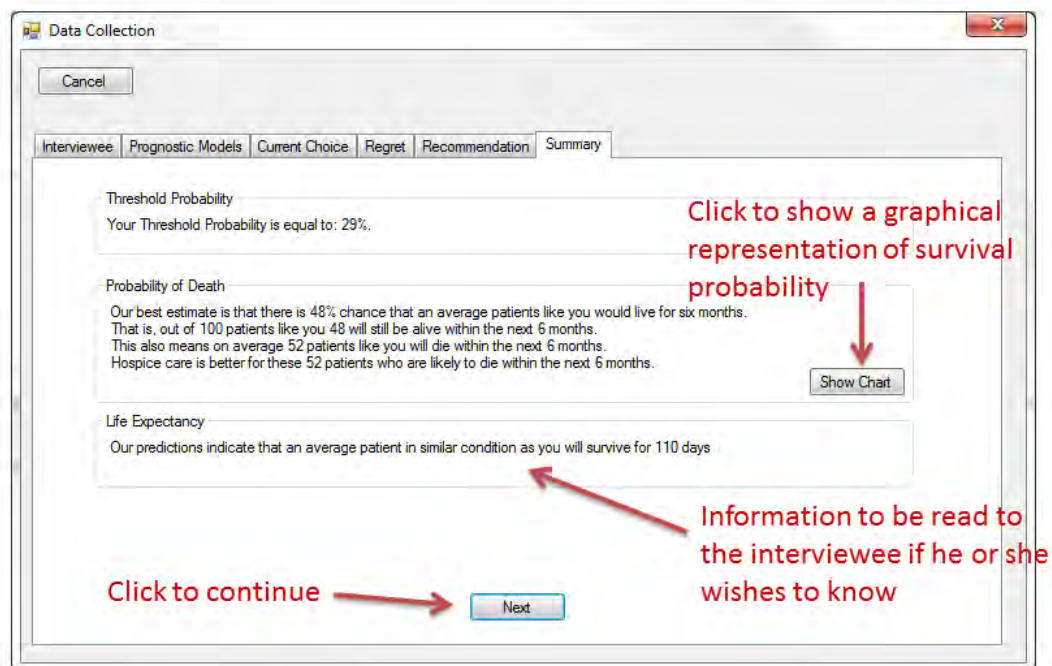 Data Collection
Cancel
Interviewee Prognostic Models Current Choice Regret Recommendation Summary
Threshold Probability
Your Threshold Probability is equal to: 29%.
Click to show a graphical
representation of survival
probability
Probability of Death
Our best estimate is that there is 48% chance that an average patients like you would live for six months.
That is, out of 100 patients like you 48 will still be alive within the next 6 months.
This also means on average 52 patients like you will die within the next 6 months.
Hospice care is better for these 52 patients who are likely to die within the next 6 months.
Show Chart
Life Expectancy
Our predictions indicate that an average patient in similar condition as you will survive for 110 days
Information to be read to
the interviewee if he or she
wishes to know
Click to continue
Next